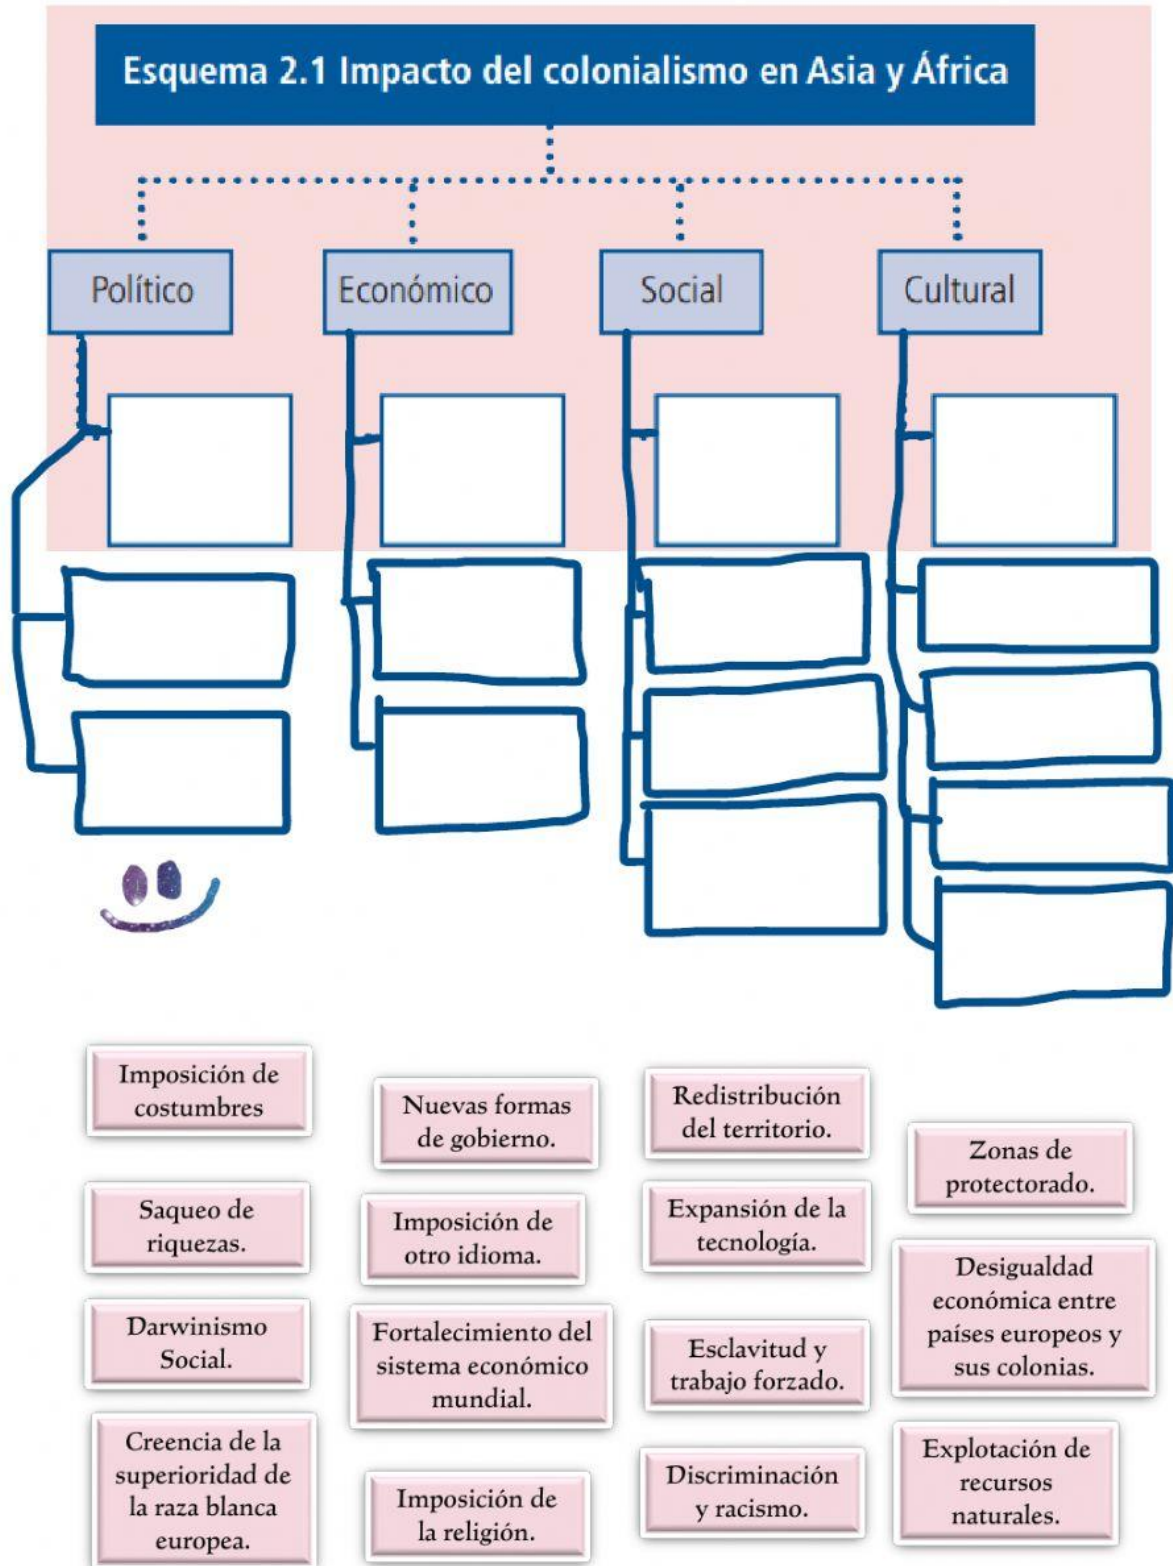 Esquema 2.1 Impacto del colonialismo en Asia y África
Político
Económico
Social
Cultural
Imposición de
costumbres
Nuevas formas
de gobierno.
Redistribución
del territorio.
Zonas de
protectorado.
Saqueo de
riquezas.
Imposición de
otro idioma.
Expansión de la
tecnología.
Desigualdad
económica entre
países europeos y
sus colonias.
Darwinismo
Social.
Fortalecimiento del
sistema económico
mundial.
Esclavitud y
trabajo forzado.
Creencia de la
superioridad de
la raza blanca
europea.
Imposición de
la religión.
Discriminación
y racismo.
Explotación de
recursos
naturales.